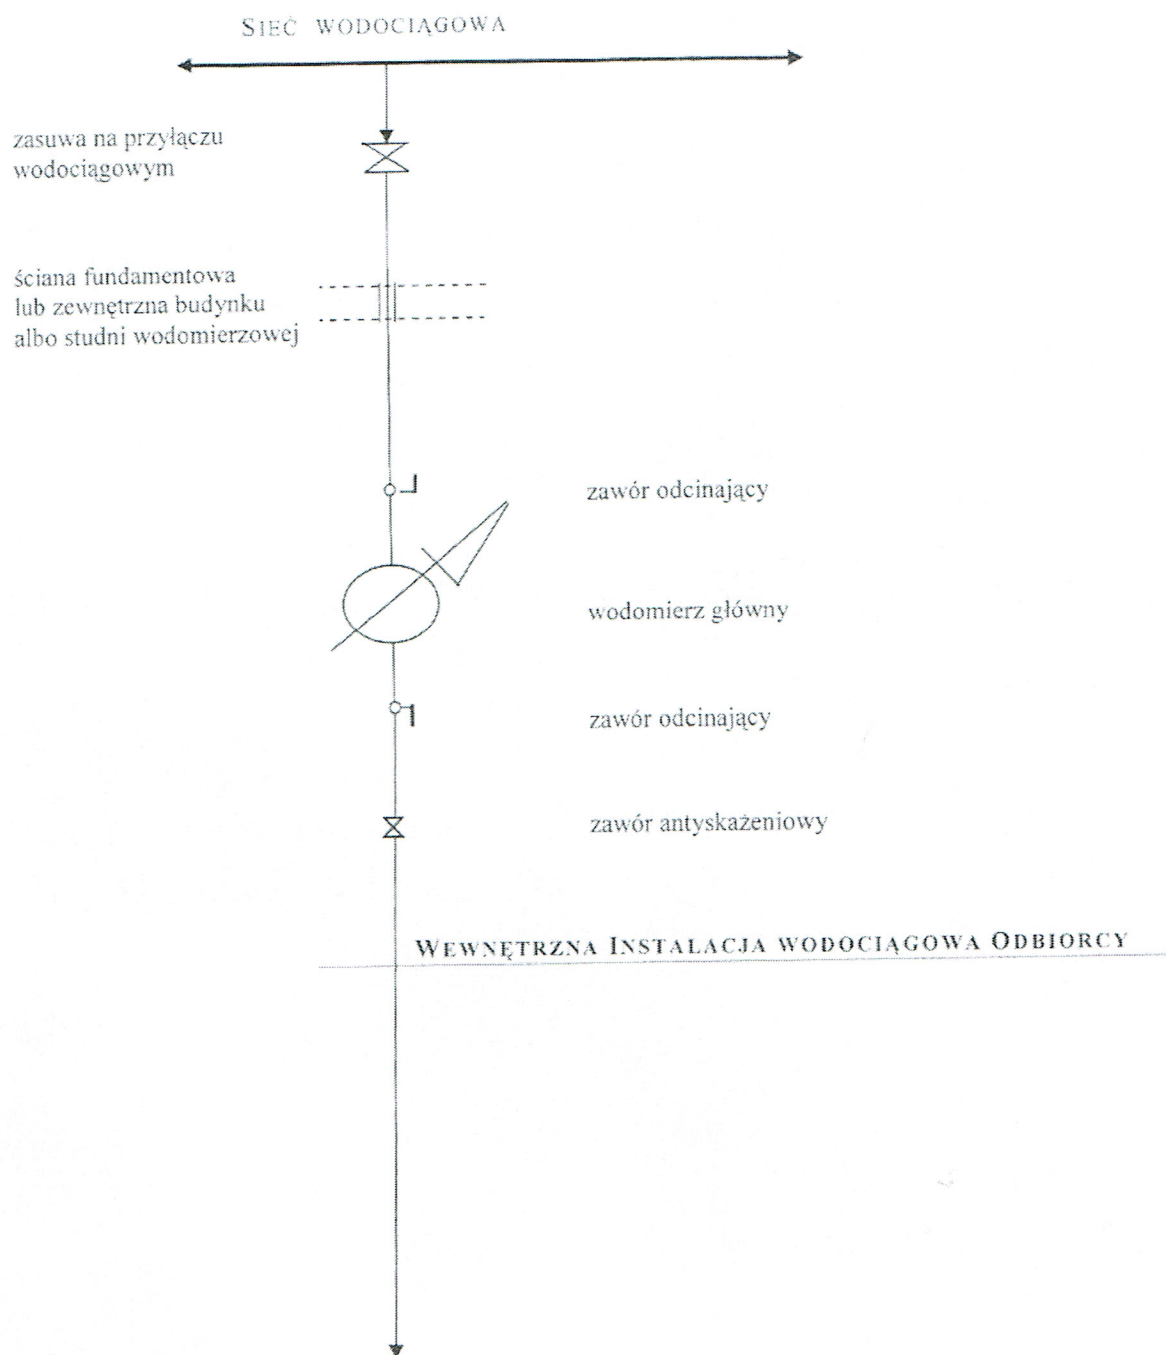 SIEĆ WODOCIĄGOWA
zasuwa na przyłączu
wodociągowym
ściana fundamentowa
lub zewnętrzna budynku
albo studni wodomierzowej
zawór odcinający
wodomierz główny
zawór odcinający
zawór antyskażeniowy
WEWNĘTRZNA INSTALACJA WODOCIĄGOWA ODBIORCY